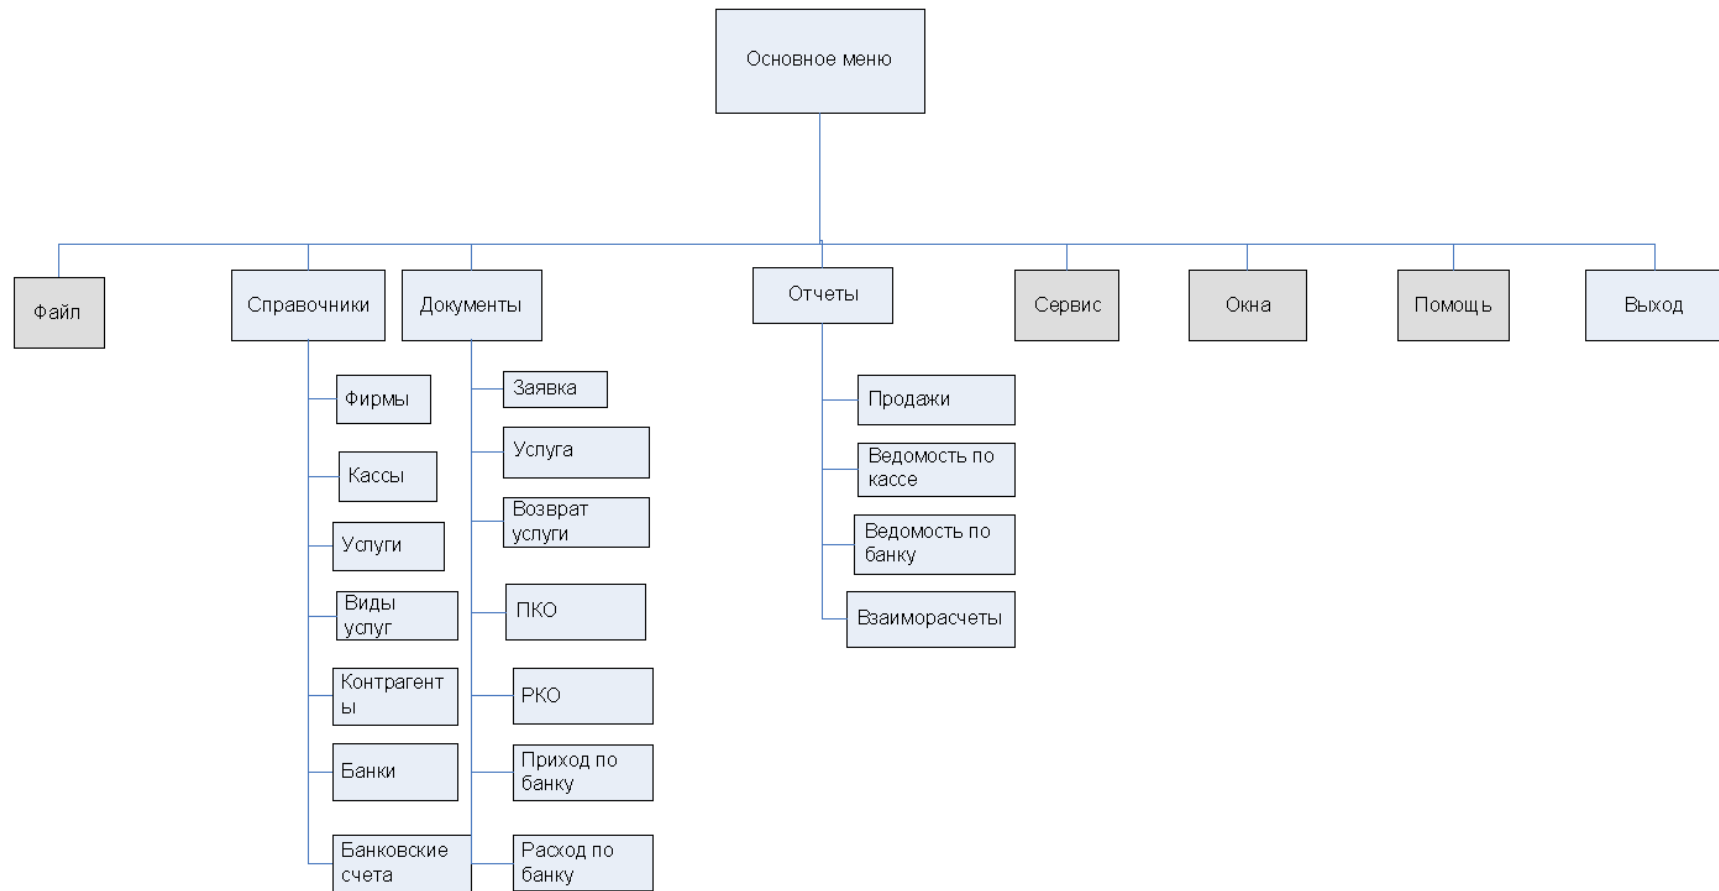 Основное меню
Файл
Справочники
Документы
Отчеты
Сервис
Окна
Помощь
Выход
Фирмы
Кассы
Услуги
Виды
услуг
Контрагент
ы
Банки
Банковские
счета
Заявка
Услуга
Возврат
услуги
ПКО
РКО
Приход по
банку
Расход по
банку
Продажи
Ведомость по
кассе
Ведомость по
банку
Взаиморасчеты